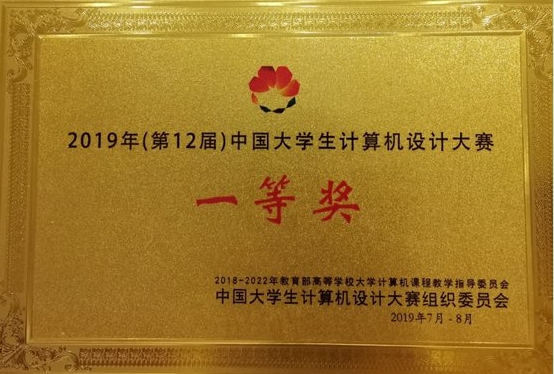 2019年(第12届)中国大学生计算机设计大赛
一等奖
2018-2022年教育部高等学校大学计算机课程教学指导委员会
中国大学生计算机设计大赛组织委员会
2019年7月-8月